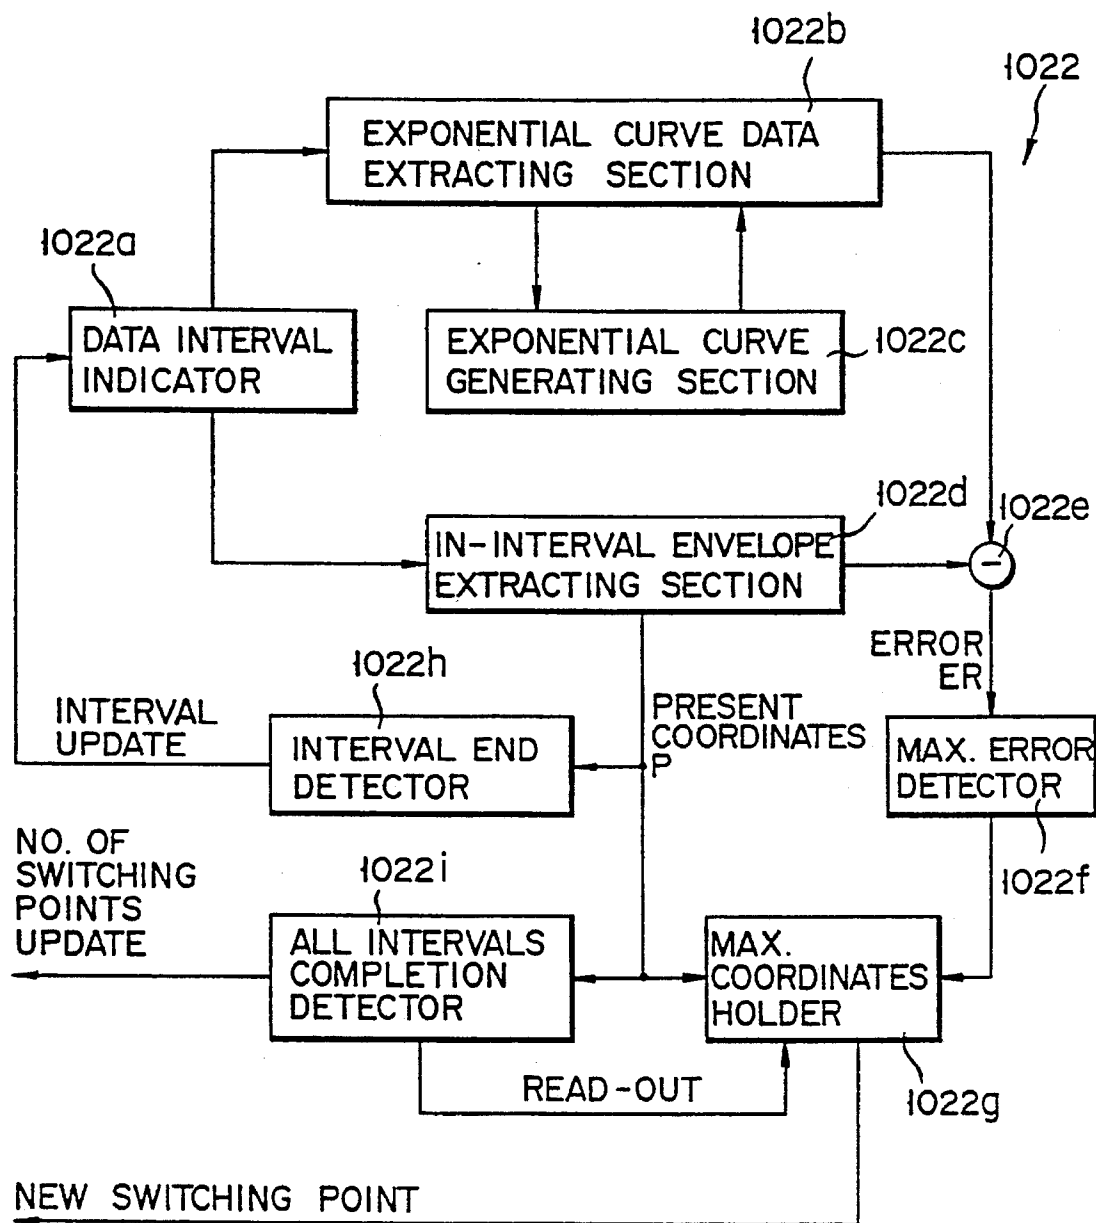 1022b
1022
EXPONENTIAL CURVE DATA
EXTRACTING SECTION
1022a
DATA INTERVAL
INDICATOR
EXPONENTIAL CURVE
GENERATING SECTION
1022c
1022d
1022e
IN-INTERVAL ENVELOPE
EXTRACTING SECTION
−
ERROR
ER
1022h
INTERVAL
UPDATE
INTERVAL END
DETECTOR
PRESENT
COORDINATES
P
MAX. ERROR
DETECTOR
1022f
NO. OF
SWITCHING
POINTS
UPDATE
1022i
ALL INTERVALS
COMPLETION
DETECTOR
MAX.
COORDINATES
HOLDER
READ-OUT
1022g
NEW SWITCHING POINT